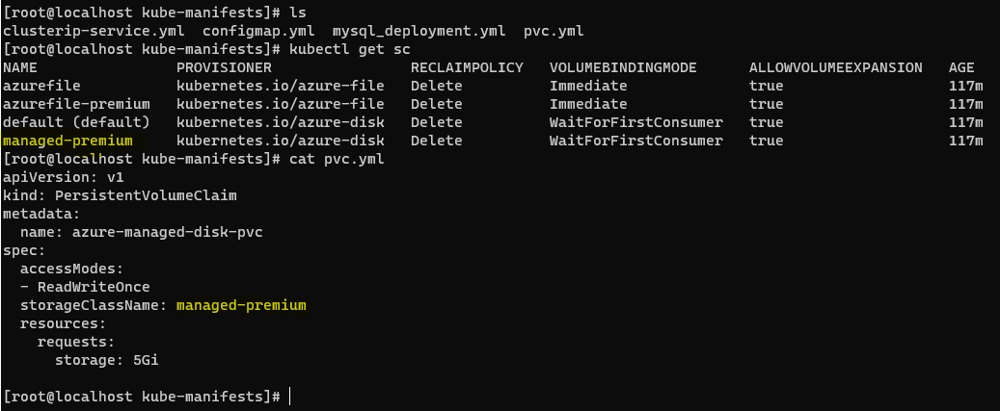 [root@localhost kube-manifests]# ls
clusterip-service.yml  configmap.yml  mysql_deployment.yml  pvc.yml
[root@localhost kube-manifests]# kubectl get sc
NAME                PROVISIONER                RECLAIMPOLICY   VOLUMEBINDINGMODE      ALLOWVOLUMEEXPANSION   AGE
azurefile           kubernetes.io/azure-file   Delete          Immediate              true                   117m
azurefile-premium   kubernetes.io/azure-file   Delete          Immediate              true                   117m
default (default)   kubernetes.io/azure-disk   Delete          WaitForFirstConsumer   true                   117m
managed-premium     kubernetes.io/azure-disk   Delete          WaitForFirstConsumer   true                   117m
[root@localhost kube-manifests]# cat pvc.yml
apiVersion: v1
kind: PersistentVolumeClaim
metadata:
  name: azure-managed-disk-pvc
spec:
  accessModes:
  - ReadWriteOnce
  storageClassName: managed-premium
  resources:
    requests:
      storage: 5Gi
[root@localhost kube-manifests]#